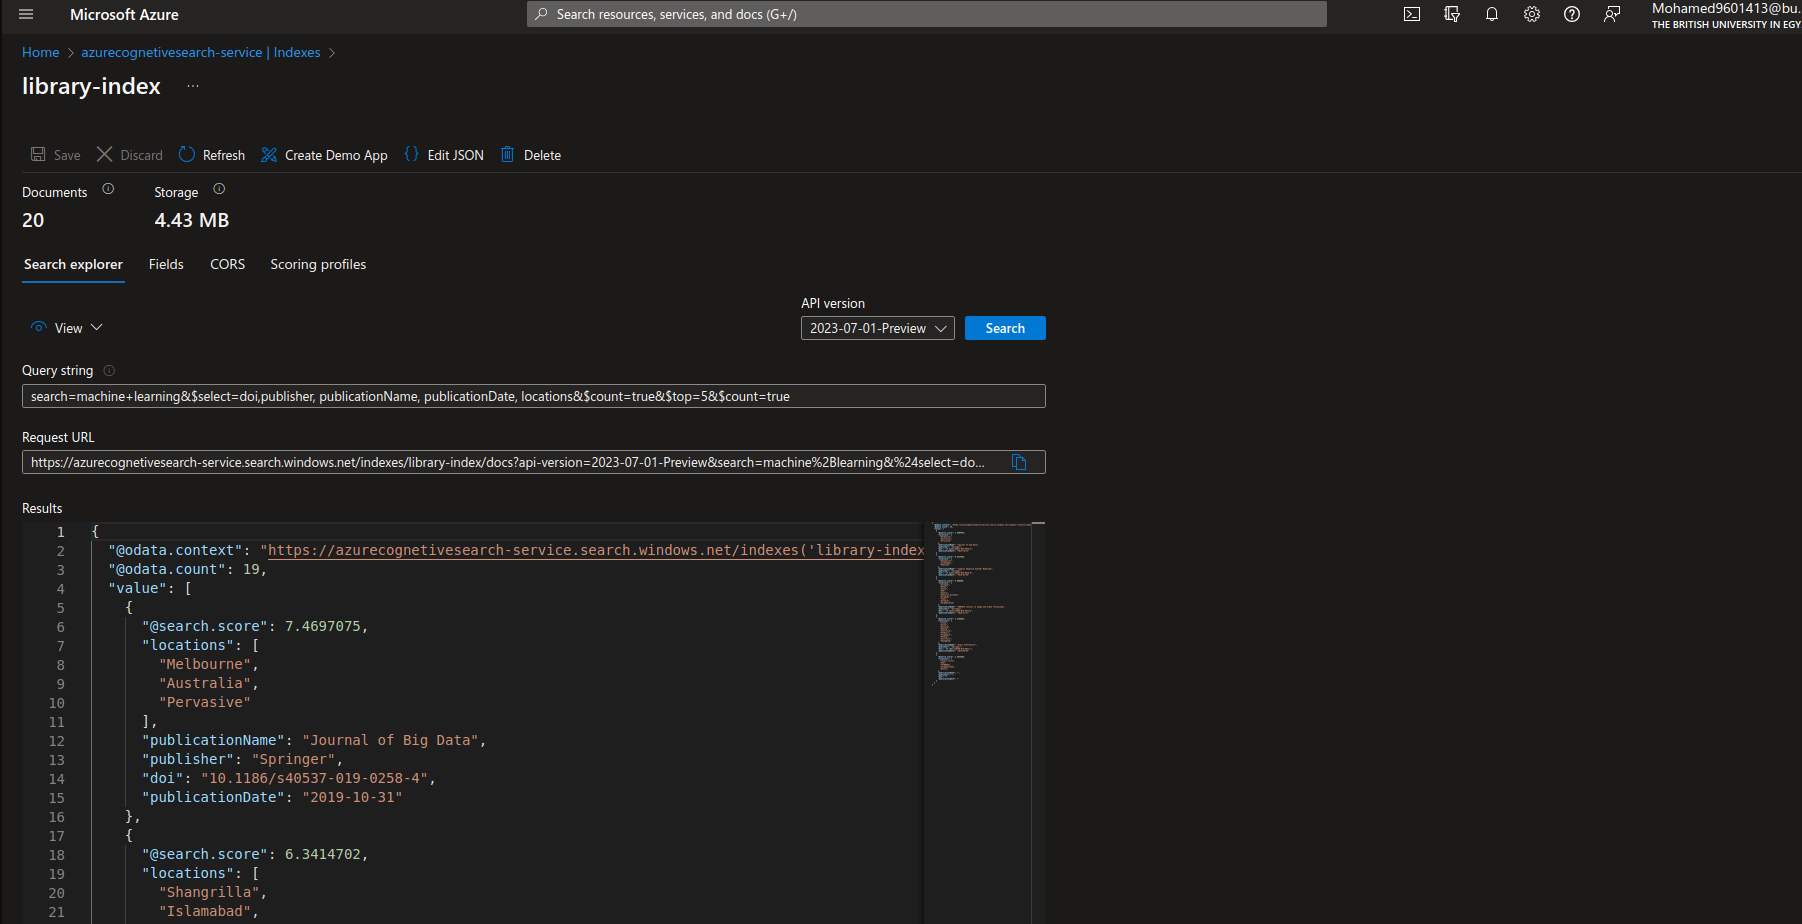 Microsoft Azure
Search resources, services, and docs (G+/)
Mohamed9601413@bu.
THE BRITISH UNIVERSITY IN EGY
Home > azurecognetivesearch-service | Indexes >
library-index ...
Save Discard Refresh Create Demo App {} Edit JSON Delete
Documents Storage
20 4.43 MB
Search explorer Fields CORS Scoring profiles
API version
View 2023-07-01-Preview Search
Query string
search=machine+learning&$select=doi,publisher, publicationName, publicationDate, locations&$count=true&$top=5&$count=true
Request URL
https://azurecognetivesearch-service.search.windows.net/indexes/library-index/docs?api-version=2023-07-01-Preview&search=machine%2Blearning&%24select=do...
Results
1 {
2 "@odata.context": "https://azurecognetivesearch-service.search.windows.net/indexes('library-index
3 "@odata.count": 19,
4 "value": [
5 {
6 "@search.score": 7.4697075,
7 "locations": [
8 "Melbourne",
9 "Australia",
10 "Pervasive"
11 ],
12 "publicationName": "Journal of Big Data",
13 "publisher": "Springer",
14 "doi": "10.1186/s40537-019-0258-4",
15 "publicationDate": "2019-10-31"
16 },
17 {
18 "@search.score": 6.3414702,
19 "locations": [
20 "Shangrilla",
21 "Islamabad",